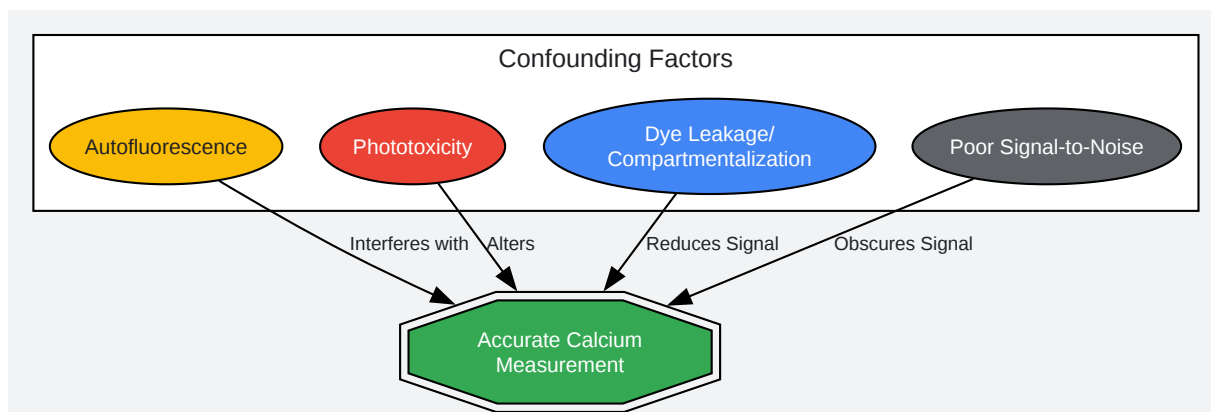 Confounding Factors
Autofluorescence
Phototoxicity
Dye Leakage/
Compartmentalization
Poor Signal-to-Noise
Interferes with
Alters
Reduces Signal
Obscures Signal
Accurate Calcium
Measurement